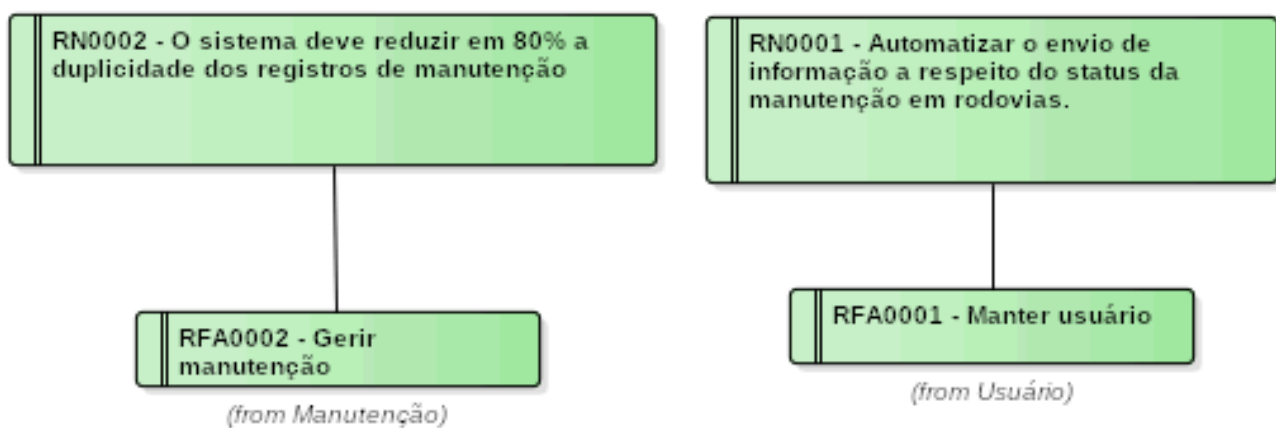 RN0002 - O sistema deve reduzir em 80% a
duplicidade dos registros de manutenção
RFA0002 - Gerir
manutenção
(from Manutenção)
RN0001 - Automatizar o envio de
informação a respeito do status da
manutenção em rodovias.
RFA0001 - Manter usuário
(from Usuário)